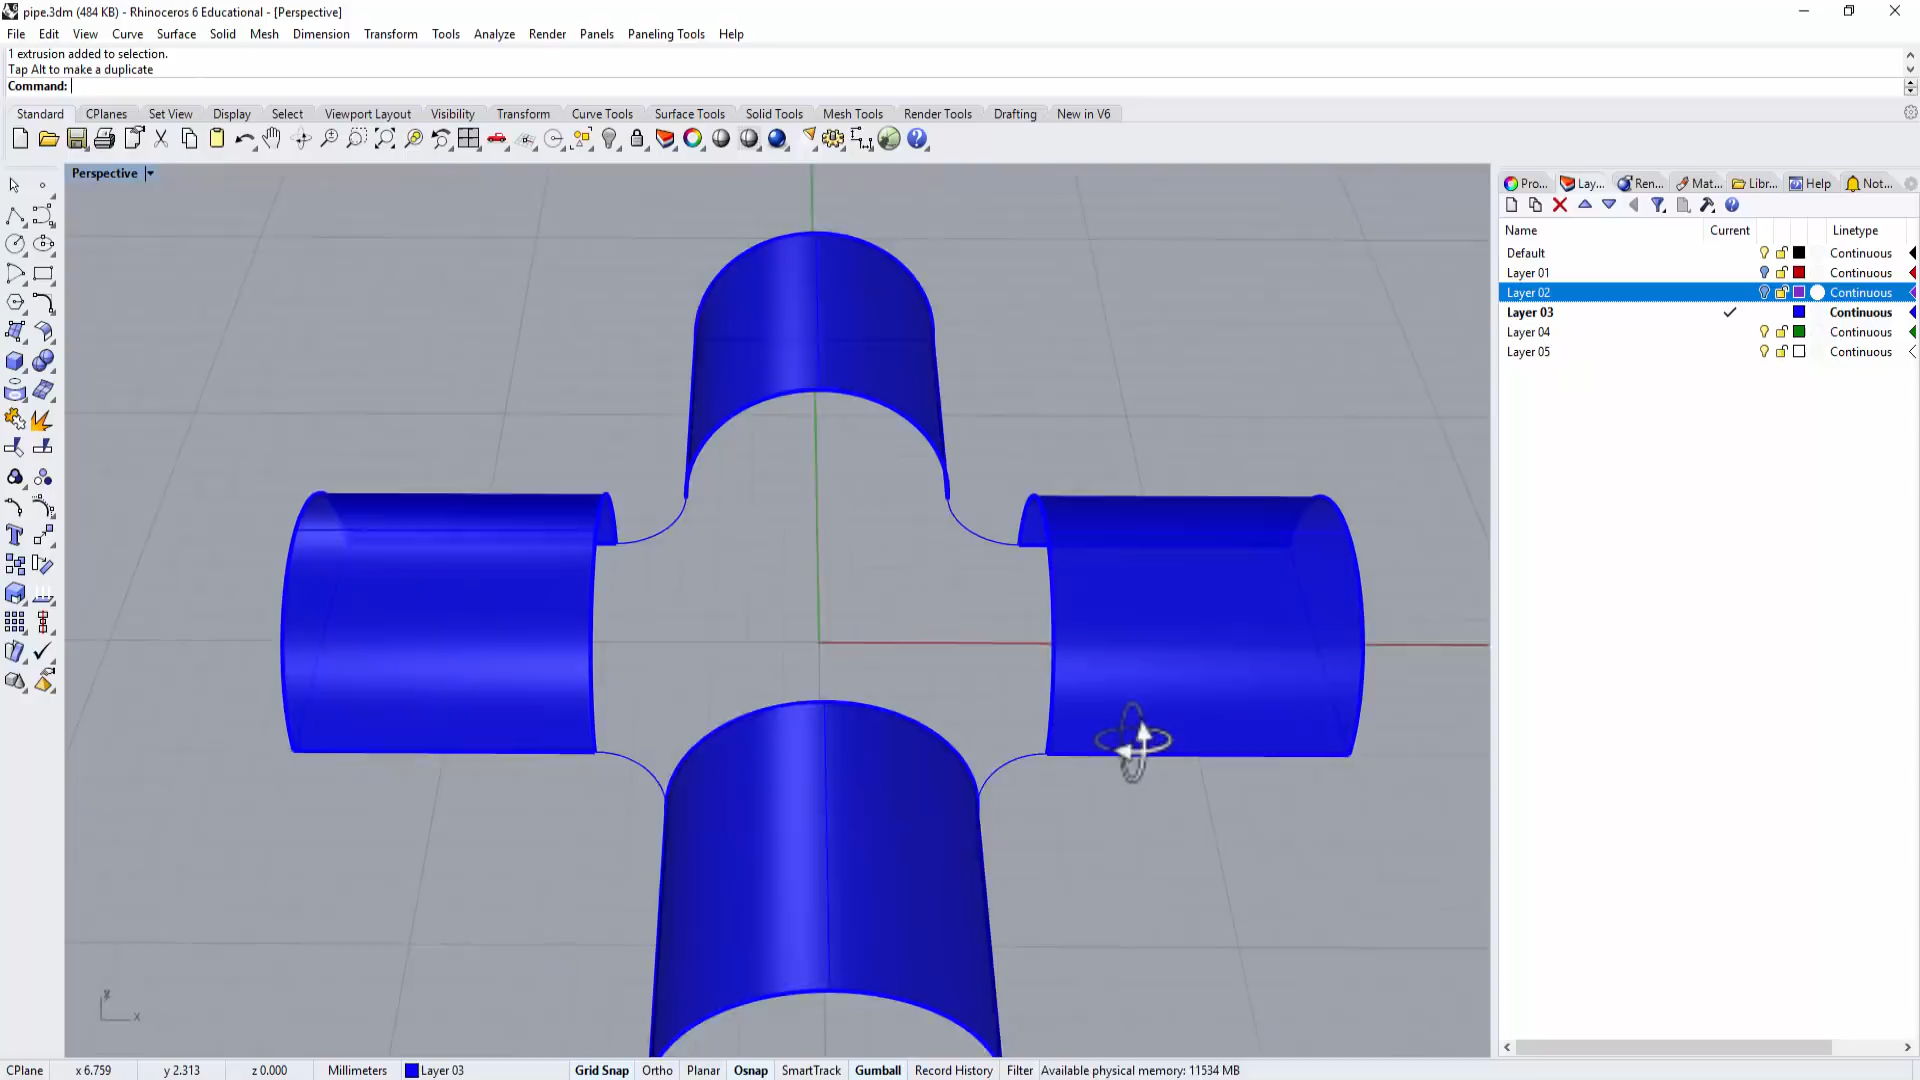 pipe.3dm (484 KB) - Rhinoceros 6 Educational - [Perspective]
File Edit View Curve Surface Solid Mesh Dimension Transform Tools Analyze Render Panels Paneling Tools Help
1 extrusion added to selection.
Tap Alt to make a duplicate
Command:
Standard CPlanes Set View Display Select Viewport Layout Visibility Transform Curve Tools Surface Tools Solid Tools Mesh Tools Render Tools Drafting New in V6
Perspective
Pro... Lay... Ren... Mat... Libr... Help Not...
Name Current Linetype
Default Continuous
Layer 01 Continuous
Layer 02 Continuous
Layer 03 Continuous
Layer 04 Continuous
Layer 05 Continuous
y
x
CPlane x 6.759 y 2.313 z 0.000 Millimeters Layer 03 Grid Snap Ortho Planar Osnap SmartTrack Gumball Record History Filter Available physical memory: 11534 MB